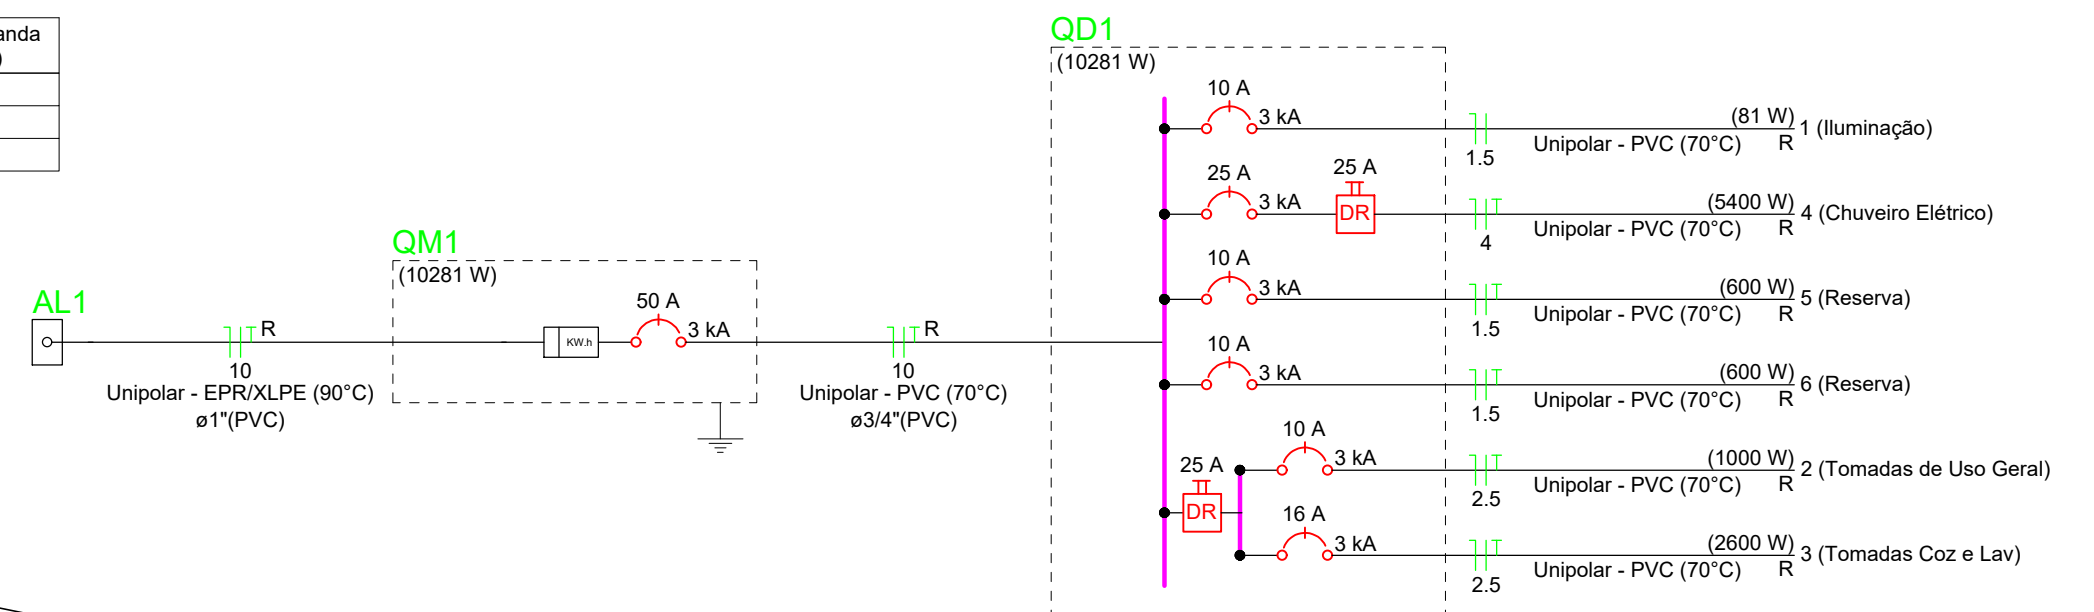 anda
)
QD1
(10281 W)
10 A
3 kA
1.5
(81 W)
Unipolar - PVC (70°C)
R
1 (Iluminação)
25 A
3 kA
25 A
DR
4
(5400 W)
Unipolar - PVC (70°C)
R
4 (Chuveiro Elétrico)
10 A
3 kA
1.5
(600 W)
Unipolar - PVC (70°C)
R
5 (Reserva)
10 A
3 kA
1.5
(600 W)
Unipolar - PVC (70°C)
R
6 (Reserva)
25 A
DR
10 A
3 kA
2.5
(1000 W)
Unipolar - PVC (70°C)
R
2 (Tomadas de Uso Geral)
16 A
3 kA
2.5
(2600 W)
Unipolar - PVC (70°C)
R
3 (Tomadas Coz e Lav)
QM1
(10281 W)
KW.h
50 A
3 kA
AL1
R
10
Unipolar - EPR/XLPE (90°C)
ø1"(PVC)
R
10
Unipolar - PVC (70°C)
ø3/4"(PVC)